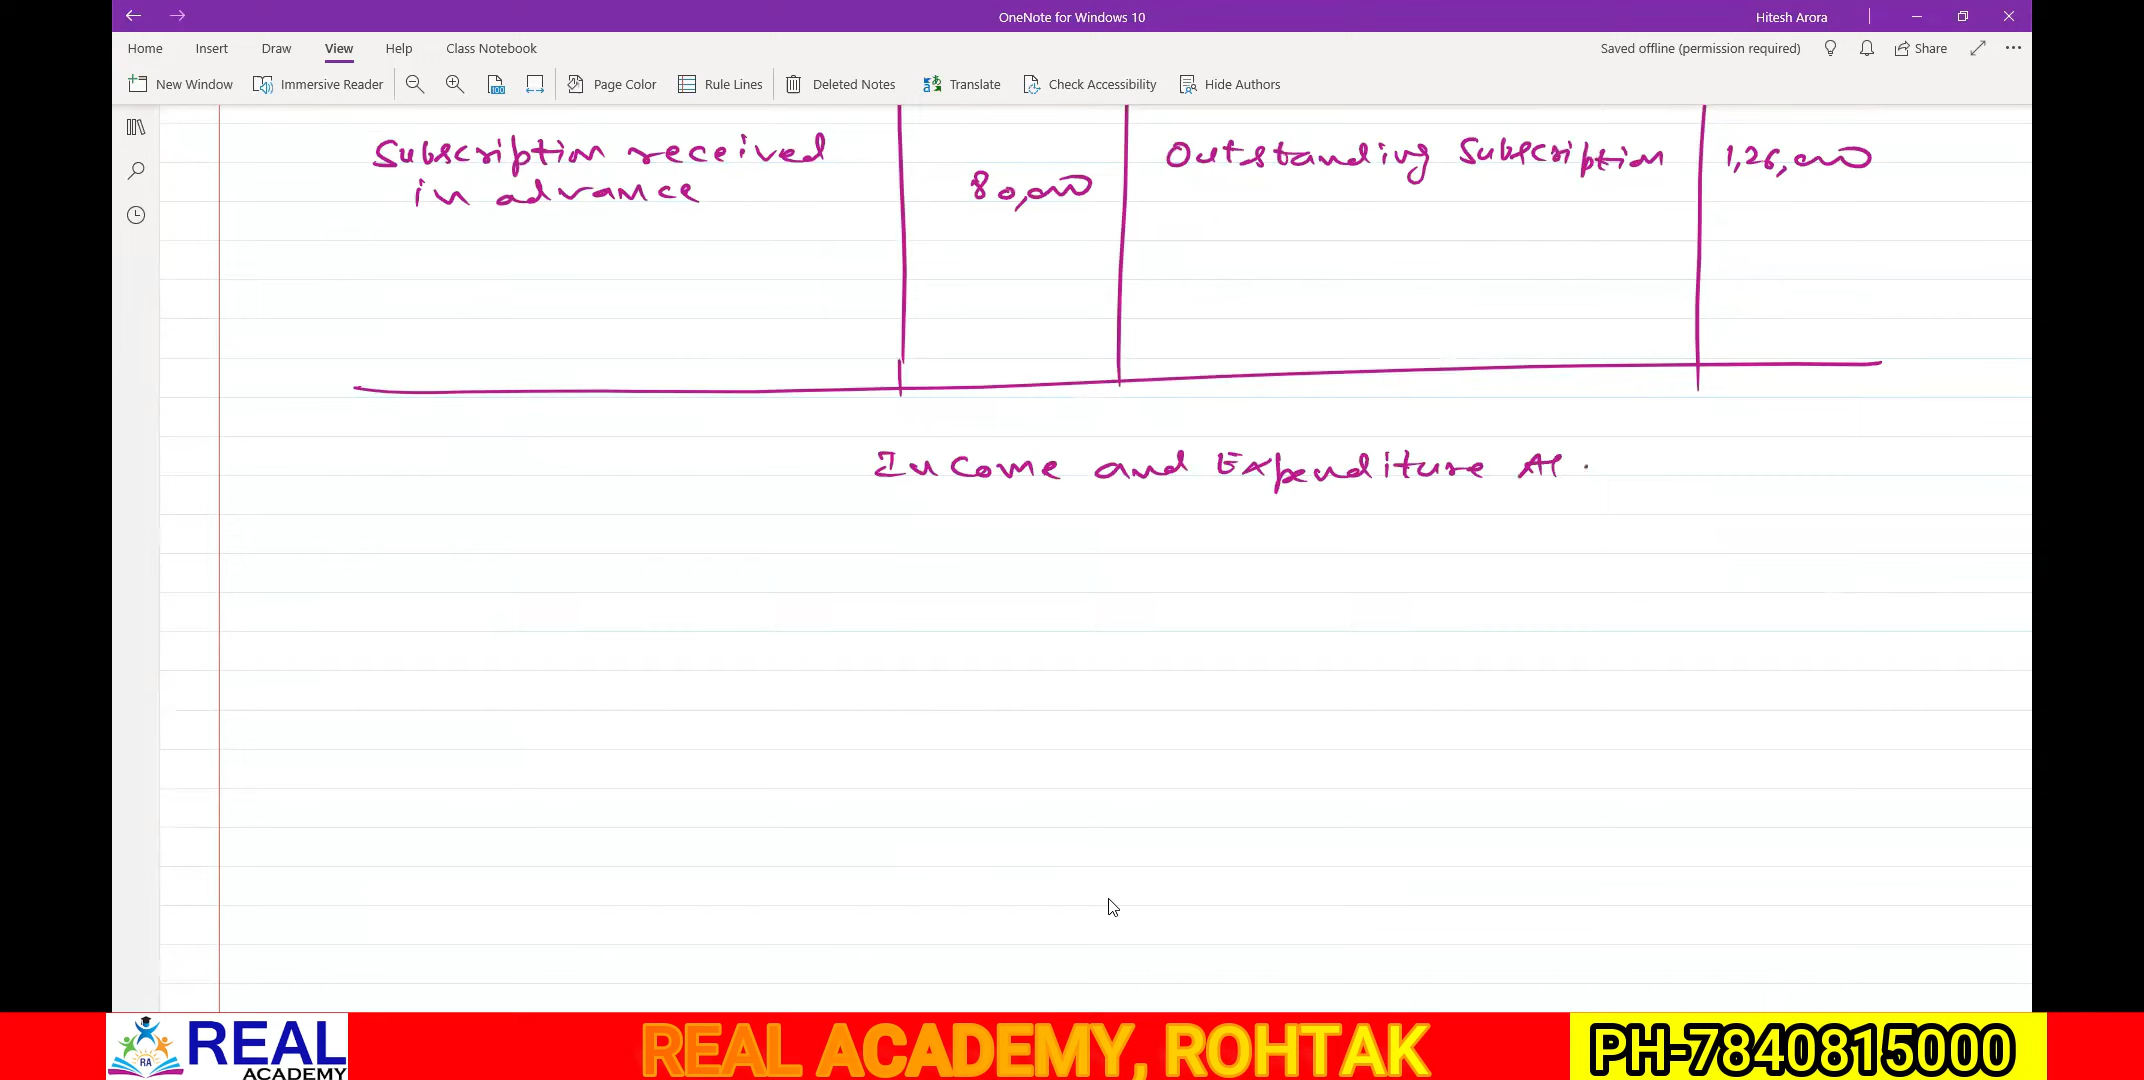 OneNote for Windows 10
Hitesh Arora
Home Insert Draw View Help Class Notebook
Saved offline (permission required) Share
New Window Immersive Reader 100 Page Color Rule Lines Deleted Notes Translate Check Accessibility Hide Authors
Subscription received
in advance
80,000
Outstanding Subscription
1,26,000
Income and Expenditure A/c
RA
REAL
ACADEMY
REAL ACADEMY, ROHTAK
PH-7840815000